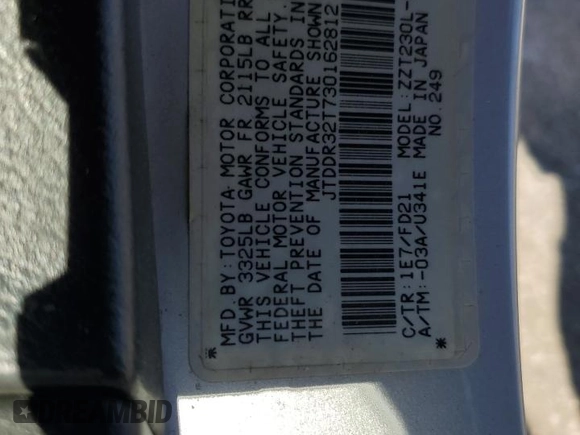 MFD. BY: TOYOTA MOTOR CORPORATION
GVWR 3325LB GAWR FR 2115LB RR
THIS VEHICLE CONFORMS TO ALL
FEDERAL MOTOR VEHICLE SAFETY,
THEFT PREVENTION STANDARDS IN
THE DATE OF MANUFACTURE SHOWN
JTDDR32T730162812
C/TR: 1E7/FD21 MODEL: ZZT230L-
A/TM: -03A/U341E MADE IN JAPAN
NO.249
DREAMBID